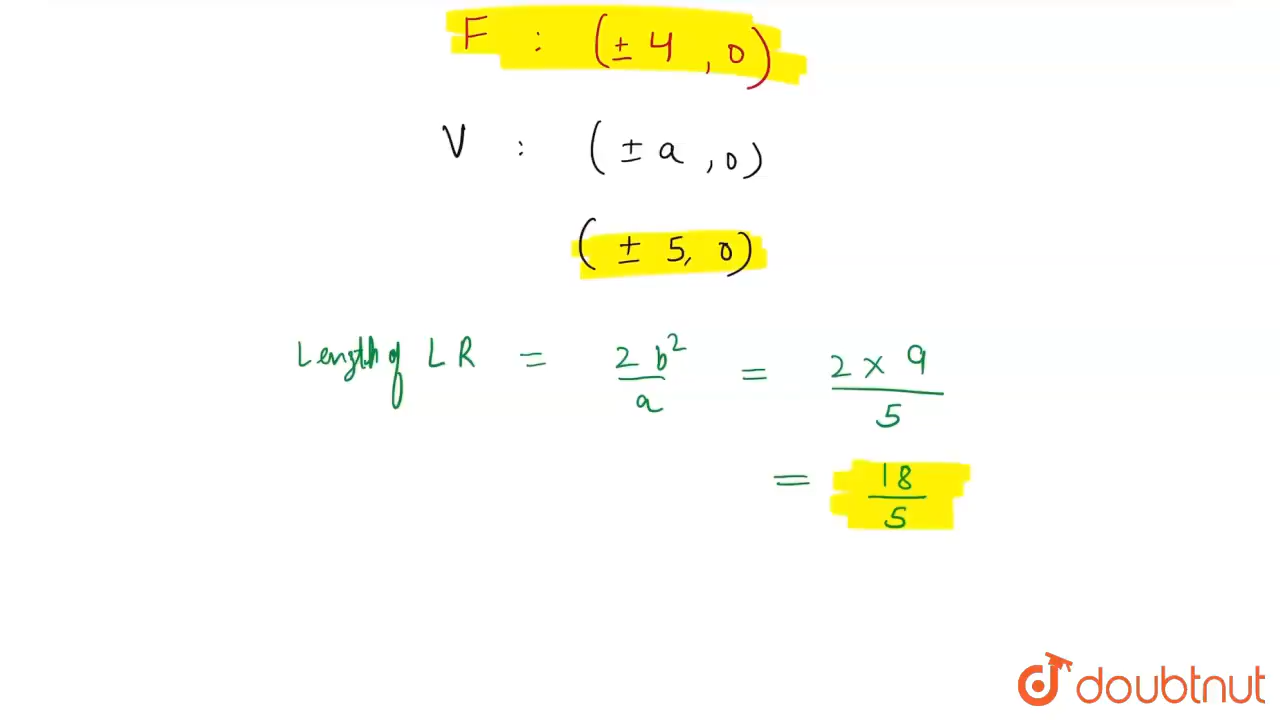 F : (± 4 , 0)
V : (± a , 0)
(± 5, 0)
Length of LR = 2 b² / a = 2 × 9 / 5
= 18 / 5
doubtnut